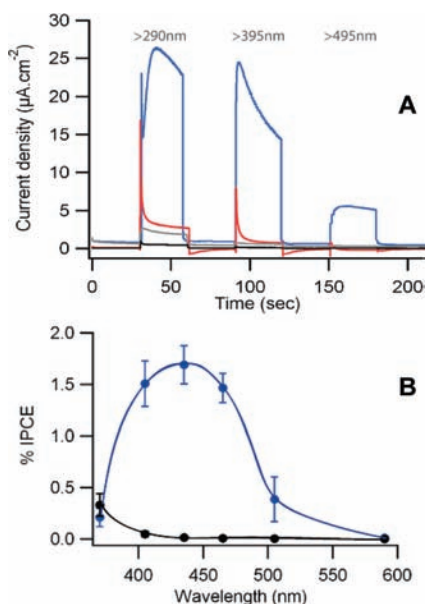 >290nm >395nm >495nm
A
Current density (µA.cm⁻²)
30
25
20
15
10
5
0
0 50 100 150 200
Time (sec)
B
% IPCE
2.0
1.5
1.0
0.5
0.0
400 450 500 550 600
Wavelength (nm)